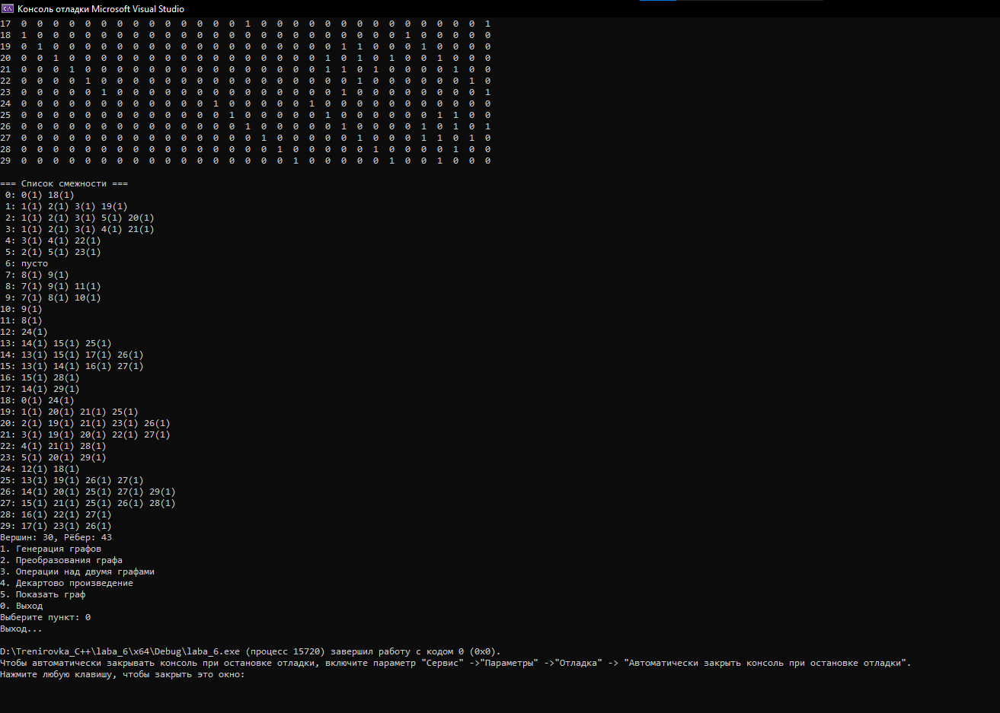 Консоль отладки Microsoft Visual Studio
17 0 0 0 0 0 0 0 0 0 0 0 0 0 0 1 0 0 0 0 0 0 0 0 0 0 0 0 0 0 1
18 1 0 0 0 0 0 0 0 0 0 0 0 0 0 0 0 0 0 0 0 0 0 0 0 1 0 0 0 0 0
19 0 1 0 0 0 0 0 0 0 0 0 0 0 0 0 0 0 0 0 0 1 1 0 0 0 1 0 0 0 0
20 0 0 1 0 0 0 0 0 0 0 0 0 0 0 0 0 0 0 0 1 0 1 0 1 0 0 1 0 0 0
21 0 0 0 1 0 0 0 0 0 0 0 0 0 0 0 0 0 0 0 1 1 0 1 0 0 0 0 1 0 0
22 0 0 0 0 1 0 0 0 0 0 0 0 0 0 0 0 0 0 0 0 0 1 0 0 0 0 0 0 1 0
23 0 0 0 0 0 1 0 0 0 0 0 0 0 0 0 0 0 0 0 0 1 0 0 0 0 0 0 0 0 1
24 0 0 0 0 0 0 0 0 0 0 0 0 1 0 0 0 0 0 1 0 0 0 0 0 0 0 0 0 0 0
25 0 0 0 0 0 0 0 0 0 0 0 0 0 1 0 0 0 0 0 1 0 0 0 0 0 0 1 1 0 0
26 0 0 0 0 0 0 0 0 0 0 0 0 0 0 1 0 0 0 0 0 1 0 0 0 0 1 0 1 0 1
27 0 0 0 0 0 0 0 0 0 0 0 0 0 0 0 1 0 0 0 0 0 1 0 0 0 1 1 0 1 0
28 0 0 0 0 0 0 0 0 0 0 0 0 0 0 0 0 1 0 0 0 0 0 1 0 0 0 0 1 0 0
29 0 0 0 0 0 0 0 0 0 0 0 0 0 0 0 0 0 1 0 0 0 0 0 1 0 0 1 0 0 0
=== Список смежности ===
0: 0(1) 18(1)
1: 1(1) 2(1) 3(1) 19(1)
2: 1(1) 2(1) 3(1) 5(1) 20(1)
3: 1(1) 2(1) 3(1) 4(1) 21(1)
4: 3(1) 4(1) 22(1)
5: 2(1) 5(1) 23(1)
6: пусто
7: 8(1) 9(1)
8: 7(1) 9(1) 11(1)
9: 7(1) 8(1) 10(1)
10: 9(1)
11: 8(1)
12: 24(1)
13: 14(1) 15(1) 25(1)
14: 13(1) 15(1) 17(1) 26(1)
15: 13(1) 14(1) 16(1) 27(1)
16: 15(1) 28(1)
17: 14(1) 29(1)
18: 0(1) 24(1)
19: 1(1) 20(1) 21(1) 25(1)
20: 2(1) 19(1) 21(1) 23(1) 26(1)
21: 3(1) 19(1) 20(1) 22(1) 27(1)
22: 4(1) 21(1) 28(1)
23: 5(1) 20(1) 29(1)
24: 12(1) 18(1)
25: 13(1) 19(1) 26(1) 27(1)
26: 14(1) 20(1) 25(1) 27(1) 29(1)
27: 15(1) 21(1) 25(1) 26(1) 28(1)
28: 16(1) 22(1) 27(1)
29: 17(1) 23(1) 26(1)
Вершин: 30, Рёбер: 43
1. Генерация графов
2. Преобразования графа
3. Операции над двумя графами
4. Декартово произведение
5. Показать граф
0. Выход
Выберите пункт: 0
Выход...
D:\Trenirovka_C++\laba_6\x64\Debug\laba_6.exe (процесс 15720) завершил работу с кодом 0 (0x0).
Чтобы автоматически закрывать консоль при остановке отладки, включите параметр "Сервис" ->"Параметры" ->"Отладка" -> "Автоматически закрыть консоль при остановке отладки".
Нажмите любую клавишу, чтобы закрыть это окно: